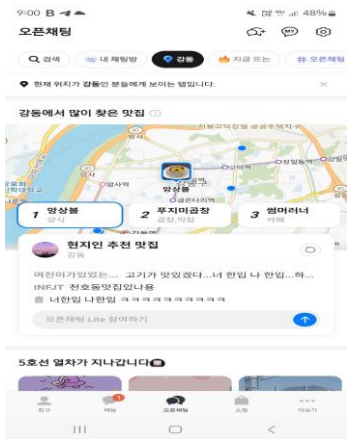 9:00
48%
오픈채팅
검색
내 채팅방
강동
지금 뜨는
# 오픈채팅
현재 위치가 강동인 분들에게 보이는 탭입니다.
강동에서 많이 찾은 맛집
암사역
앙상블
1 앙상블
양식
2 푸지미곱창
곱창,막창
3 썸머러너
카페
현지인 추천 맛집
강동
여친이가있었는... 고기가 맛있겠다...너 한입 나 한입...하...
INFJT 천호동맛집있나용
흠 너한입 나한입 ㅋㅋㅋㅋㅋㅋㅋㅋㅋㅋ
오픈채팅 Lite 참여하기
5호선 열차가 지나갑니다
친구
채팅
오픈채팅
쇼핑
더보기